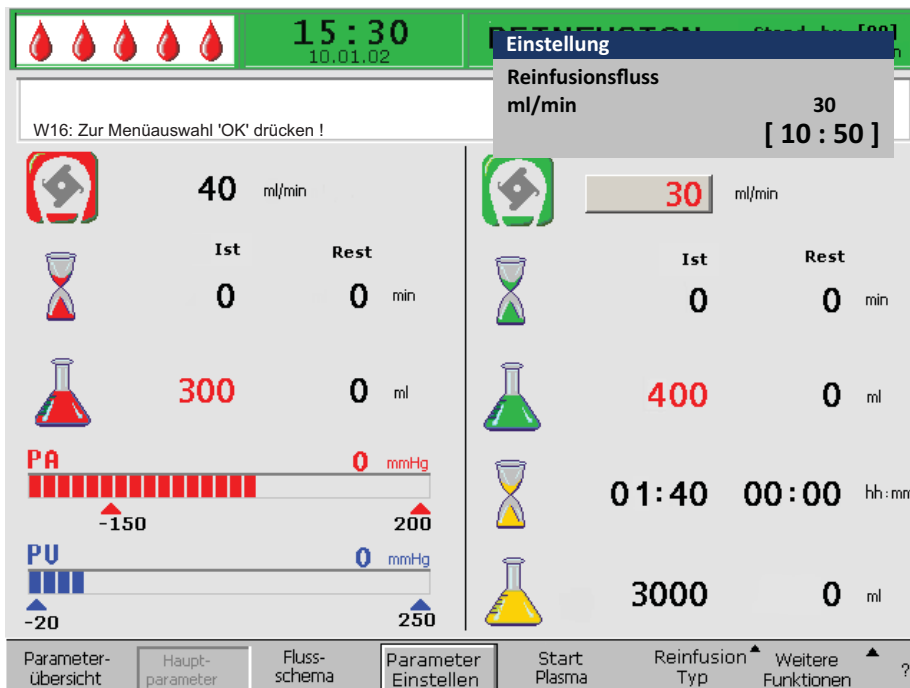 15:30
10.01.02
Einstellung
Reinfusionsfluss
ml/min 30
[ 10 : 50 ]
W16: Zur Menüauswahl 'OK' drücken !
40 ml/min
30 ml/min
Ist Rest
0 0 min
Ist Rest
0 0 min
300 0 ml
400 0 ml
PA 0 mmHg
-150 200
01:40 00:00 hh:mm
PV 0 mmHg
-20 250
3000 0 ml
Parameter-
übersicht
Haupt-
parameter
Fluss-
schema
Parameter
Einstellen
Start
Plasma
Reinfusion
Typ
Weitere
Funktionen
?